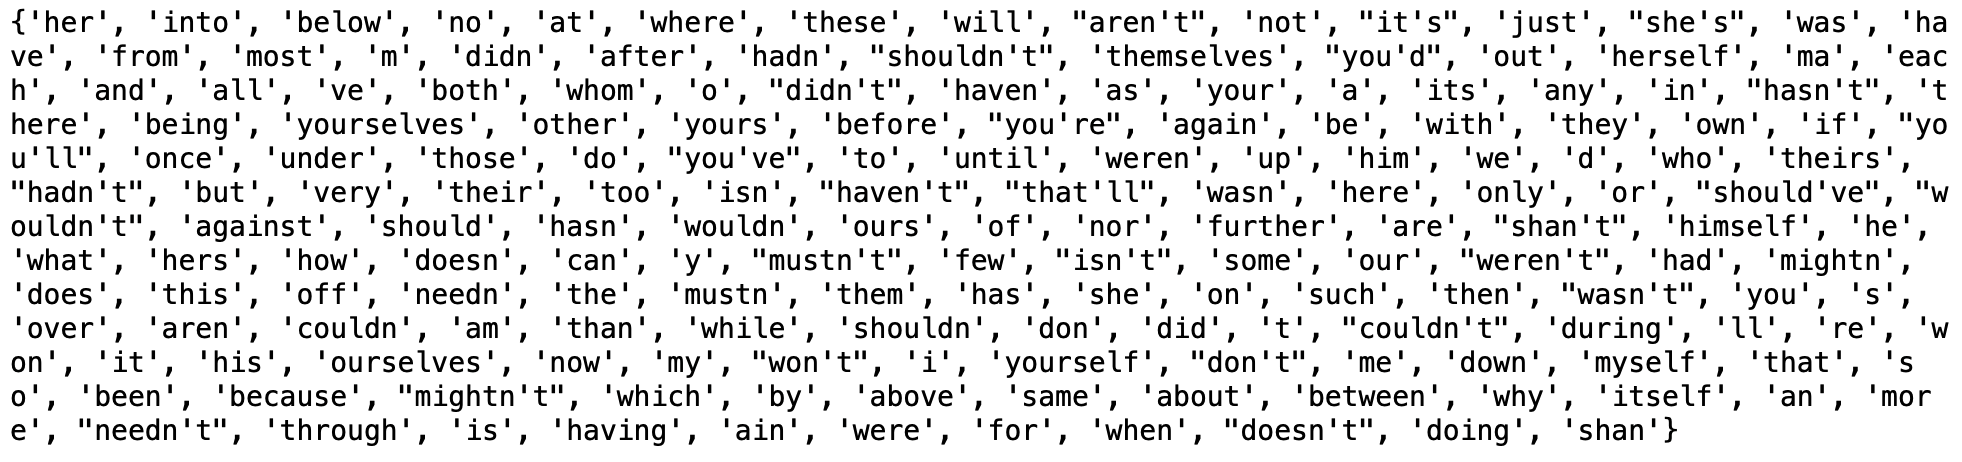 {'her', 'into', 'below', 'no', 'at', 'where', 'these', 'will', "aren't", 'not', "it's", 'just', "she's", 'was', 'ha
ve', 'from', 'most', 'm', 'didn', 'after', 'hadn', "shouldn't", 'themselves', "you'd", 'out', 'herself', 'ma', 'eac
h', 'and', 'all', 've', 'both', 'whom', 'o', "didn't", 'haven', 'as', 'your', 'a', 'its', 'any', 'in', "hasn't", 't
here', 'being', 'yourselves', 'other', 'yours', 'before', "you're", 'again', 'be', 'with', 'they', 'own', 'if', "yo
u'll", 'once', 'under', 'those', 'do', "you've", 'to', 'until', 'weren', 'up', 'him', 'we', 'd', 'who', 'theirs',
"hadn't", 'but', 'very', 'their', 'too', 'isn', "haven't", "that'll", 'wasn', 'here', 'only', 'or', "should've", "w
ouldn't", 'against', 'should', 'hasn', 'wouldn', 'ours', 'of', 'nor', 'further', 'are', "shan't", 'himself', 'he',
'what', 'hers', 'how', 'doesn', 'can', 'y', "mustn't", 'few', "isn't", 'some', 'our', "weren't", 'had', 'mightn',
'does', 'this', 'off', 'needn', 'the', 'mustn', 'them', 'has', 'she', 'on', 'such', 'then', "wasn't", 'you', 's',
'over', 'aren', 'couldn', 'am', 'than', 'while', 'shouldn', 'don', 'did', 't', "couldn't", 'during', 'll', 're', 'w
on', 'it', 'his', 'ourselves', 'now', 'my', "won't", 'i', 'yourself', "don't", 'me', 'down', 'myself', 'that', 's
o', 'been', 'because', "mightn't", 'which', 'by', 'above', 'same', 'about', 'between', 'why', 'itself', 'an', 'mor
e', "needn't", 'through', 'is', 'having', 'ain', 'were', 'for', 'when', "doesn't", 'doing', 'shan'}